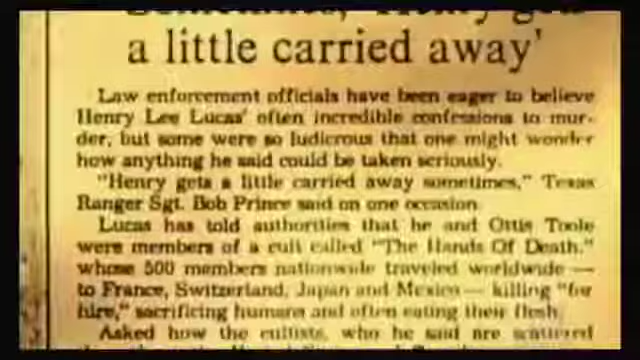 Sometimes, 'Henry gets
a little carried away'
Law enforcement officials have been eager to believe
Henry Lee Lucas' often incredible confessions to mur-
der, but some were so ludicrous that one might wonder
how anything he said could be taken seriously.
"Henry gets a little carried away sometimes," Texas
Ranger Sgt. Bob Prince said on one occasion
Lucas has told authorities that he and Ottis Toole
were members of a cult called "The Hands Of Death,"
whose 500 members nationwide traveled worldwide —
to France, Switzerland, Japan and Mexico — killing "for
hire," sacrificing humans and often eating their flesh.
Asked how the cultists, who he said are scattered